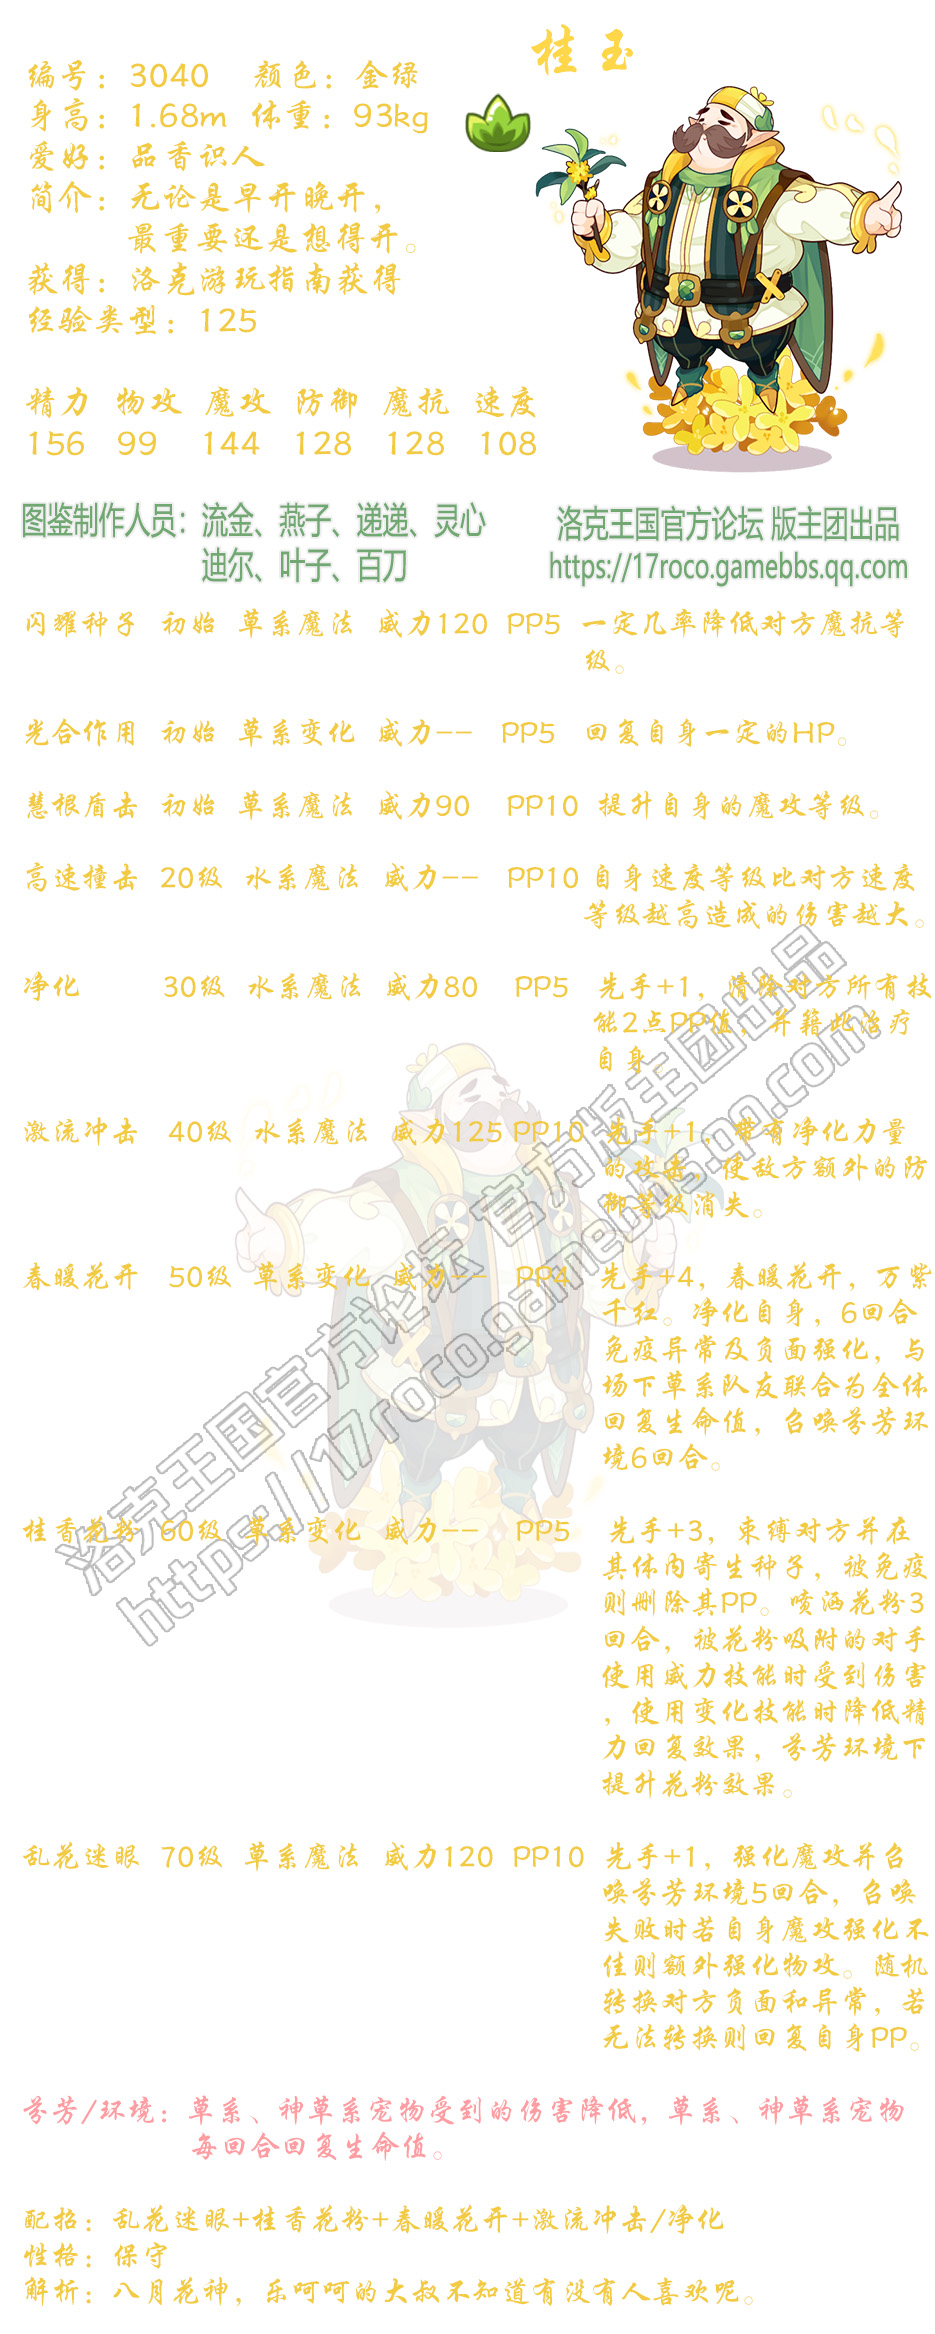 桂玉
编号：3040 颜色：金绿
身高：1.68m 体重：93kg
爱好：品香识人
简介：无论是早开晚开，
最重要还是想得开。
获得：洛克游玩指南获得
经验类型：125
精力 物攻 魔攻 防御 魔抗 速度
156 99 144 128 128 108
图鉴制作人员：流金、燕子、递递、灵心
迪尔、叶子、百刀
洛克王国官方论坛 版主团出品
https://17roco.gamebbs.qq.com
闪耀种子 初始 草系魔法 威力120 PP5 一定几率降低对方魔抗等
级。
光合作用 初始 草系变化 威力-- PP5 回复自身一定的HP。
慧根盾击 初始 草系魔法 威力90 PP10 提升自身的魔攻等级。
高速撞击 20级 水系魔法 威力-- PP10 自身速度等级比对方速度
等级越高造成的伤害越大。
净化 30级 水系魔法 威力80 PP5 先手+1，清除对方所有技
能2点PP值，并籍此治疗
自身。
激流冲击 40级 水系魔法 威力125 PP10 先手+1，带有净化力量
的攻击，使敌方额外的防
御等级消失。
春暖花开 50级 草系变化 威力-- PP4 先手+4，春暖花开，万紫
千红。净化自身，6回合
免疫异常及负面强化，与
场下草系队友联合为全体
回复生命值，召唤芬芳环
境6回合。
桂香花粉 60级 草系变化 威力-- PP5 先手+3，束缚对方并在
其体内寄生种子，被免疫
则删除其PP。喷洒花粉3
回合，被花粉吸附的对手
使用威力技能时受到伤害
，使用变化技能时降低精
力回复效果，芬芳环境下
提升花粉效果。
乱花迷眼 70级 草系魔法 威力120 PP10 先手+1，强化魔攻并召
唤芬芳环境5回合，召唤
失败时若自身魔攻强化不
佳则额外强化物攻。随机
转换对方负面和异常，若
无法转换则回复自身PP。
洛克王国官方论坛 官方版主团出品
https://17roco.gamebbs.qq.com
芬芳/环境：草系、神草系宠物受到的伤害降低，草系、神草系宠物
每回合回复生命值。
配招：乱花迷眼+桂香花粉+春暖花开+激流冲击/净化
性格：保守
解析：八月花神，乐呵呵的大叔不知道有没有人喜欢呢。